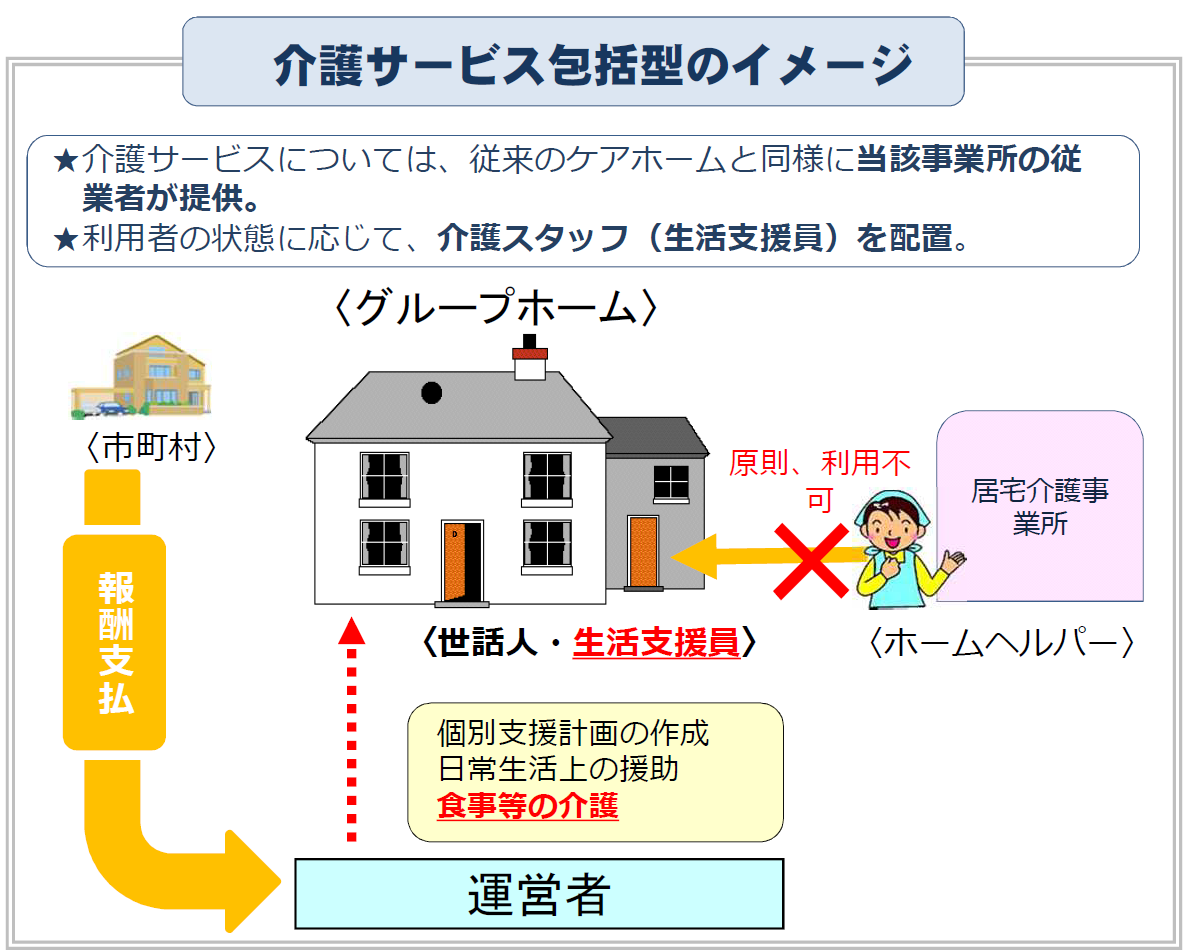 介護サービス包括型のイメージ
★介護サービスについては、従来のケアホームと同様に当該事業所の従
業者が提供。
★利用者の状態に応じて、介護スタッフ（生活支援員）を配置。
〈グループホーム〉
〈市町村〉
原則、利用不
可
居宅介護事
業所
報酬支払
〈世話人・生活支援員〉
〈ホームヘルパー〉
個別支援計画の作成
日常生活上の援助
食事等の介護
運営者